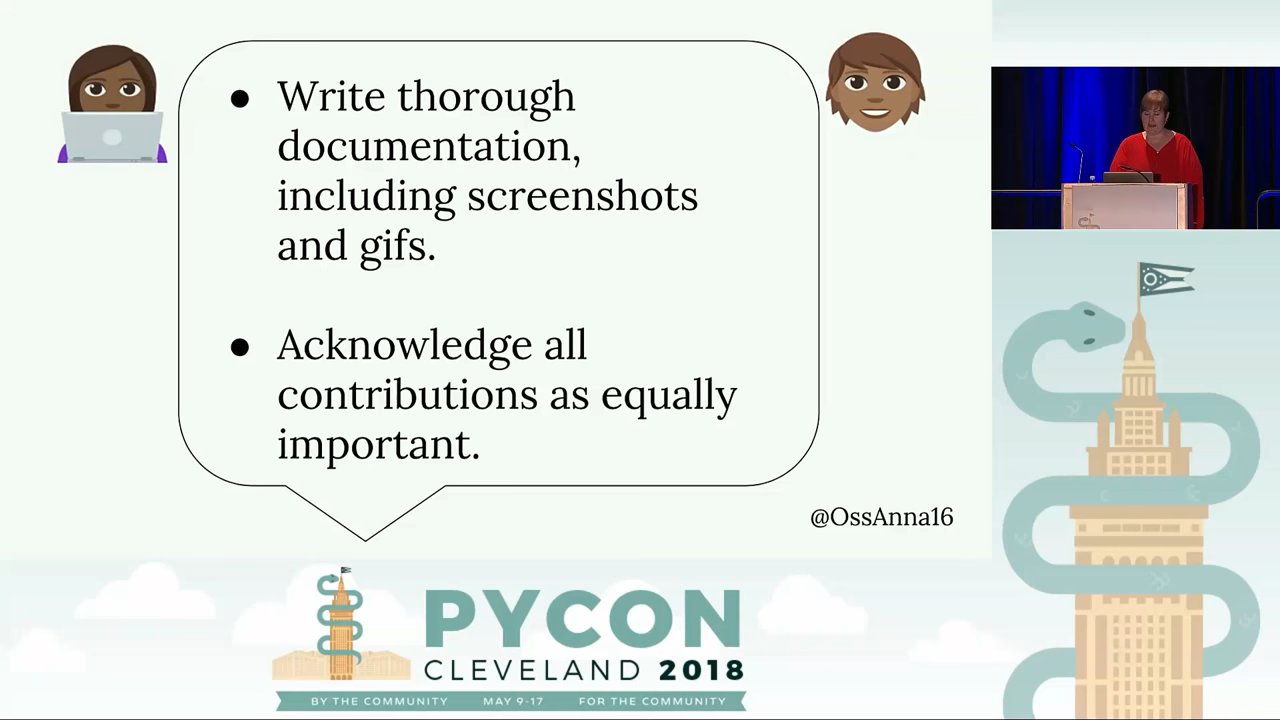 ● Write thorough
documentation,
including screenshots
and gifs.
● Acknowledge all
contributions as equally
important.
@OssAnna16
PYCON
CLEVELAND 2018
BY THE COMMUNITY MAY 9-17 FOR THE COMMUNITY